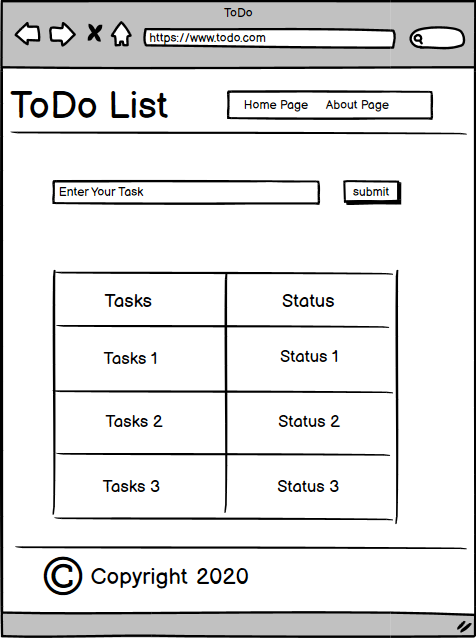 ToDo
https://www.todo.com
ToDo List
Home Page About Page
Enter Your Task
submit
Tasks Status
Tasks 1 Status 1
Tasks 2 Status 2
Tasks 3 Status 3
© Copyright 2020